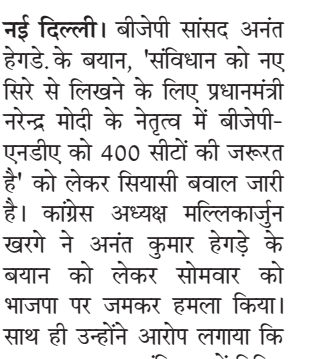 नई दिल्ली। बीजेपी सांसद अनंत
हेगडे. के बयान, 'संविधान को नए
सिरे से लिखने के लिए प्रधानमंत्री
नरेन्द्र मोदी के नेतृत्व में बीजेपी-
एनडीए को 400 सीटों की जरूरत
है' को लेकर सियासी बवाल जारी
है। कांग्रेस अध्यक्ष मल्लिकार्जुन
खरगे ने अनंत कुमार हेगड़े के
बयान को लेकर सोमवार को
भाजपा पर जमकर हमला किया।
साथ ही उन्होंने आरोप लगाया कि